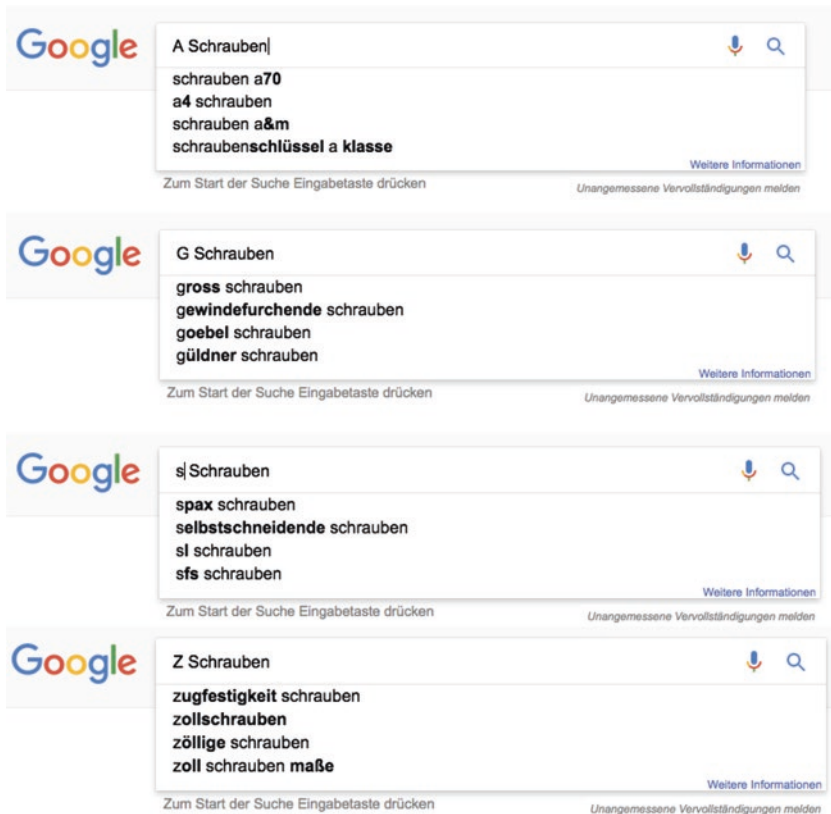 Google A Schrauben
schrauben a70
a4 schrauben
schrauben a&m
schraubenschlüssel a klasse
Weitere Informationen
Zum Start der Suche Eingabetaste drücken
Unangemessene Vervollständigungen melden
Google G Schrauben
gross schrauben
gewindefurchende schrauben
goebel schrauben
güldner schrauben
Weitere Informationen
Zum Start der Suche Eingabetaste drücken
Unangemessene Vervollständigungen melden
Google s Schrauben
spax schrauben
selbstschneidende schrauben
sl schrauben
sfs schrauben
Weitere Informationen
Zum Start der Suche Eingabetaste drücken
Unangemessene Vervollständigungen melden
Google Z Schrauben
zugfestigkeit schrauben
zollschrauben
zöllige schrauben
zoll schrauben maße
Weitere Informationen
Zum Start der Suche Eingabetaste drücken
Unangemessene Vervollständigungen melden